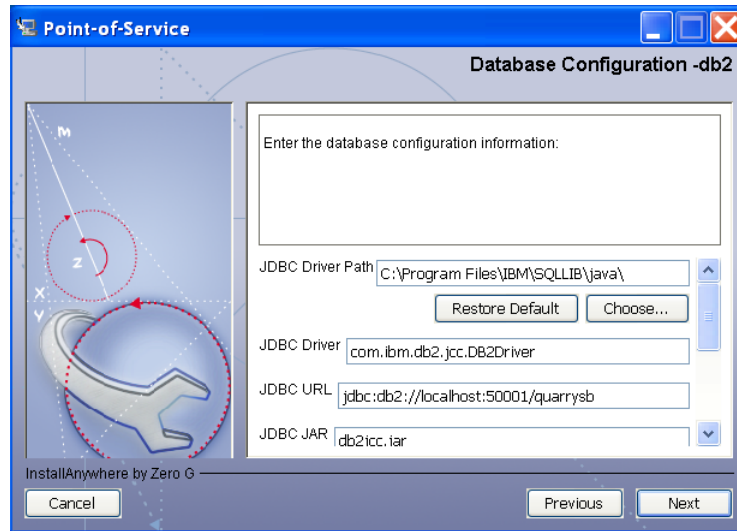 Point-of-Service
Database Configuration -db2
m
z
X
Y
Enter the database configuration information:
JDBC Driver Path C:\Program Files\IBM\SQLLIB\java\
Restore Default Choose...
JDBC Driver com.ibm.db2.jcc.DB2Driver
JDBC URL jdbc:db2://localhost:50001/quarrysb
JDBC JAR db2jcc.jar
InstallAnywhere by Zero G
Cancel Previous Next